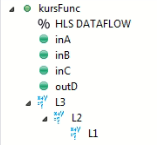 kursFunc
% HLS DATAFLOW
inA
inB
inC
outD
L3
L2
L1